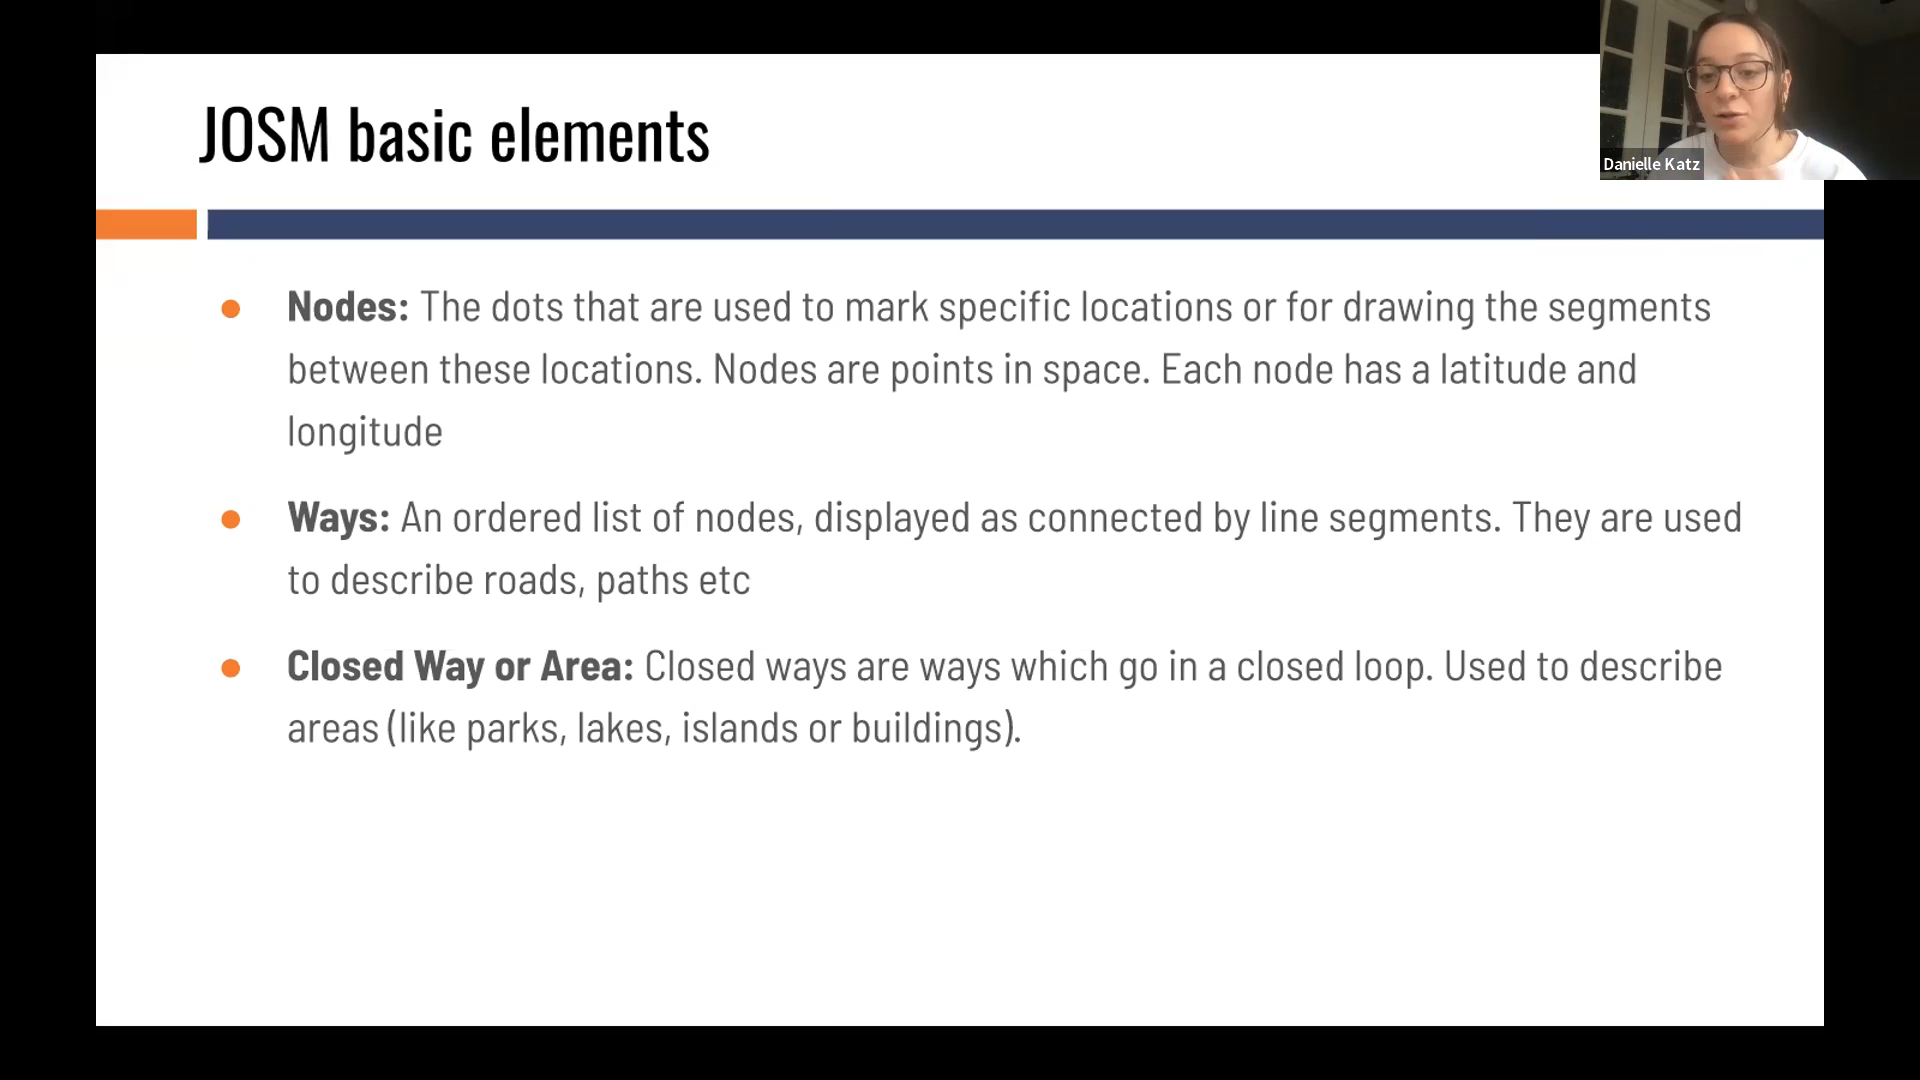 JOSM basic elements
Danielle Katz
● Nodes: The dots that are used to mark specific locations or for drawing the segments
between these locations. Nodes are points in space. Each node has a latitude and
longitude
● Ways: An ordered list of nodes, displayed as connected by line segments. They are used
to describe roads, paths etc
● Closed Way or Area: Closed ways are ways which go in a closed loop. Used to describe
areas (like parks, lakes, islands or buildings).